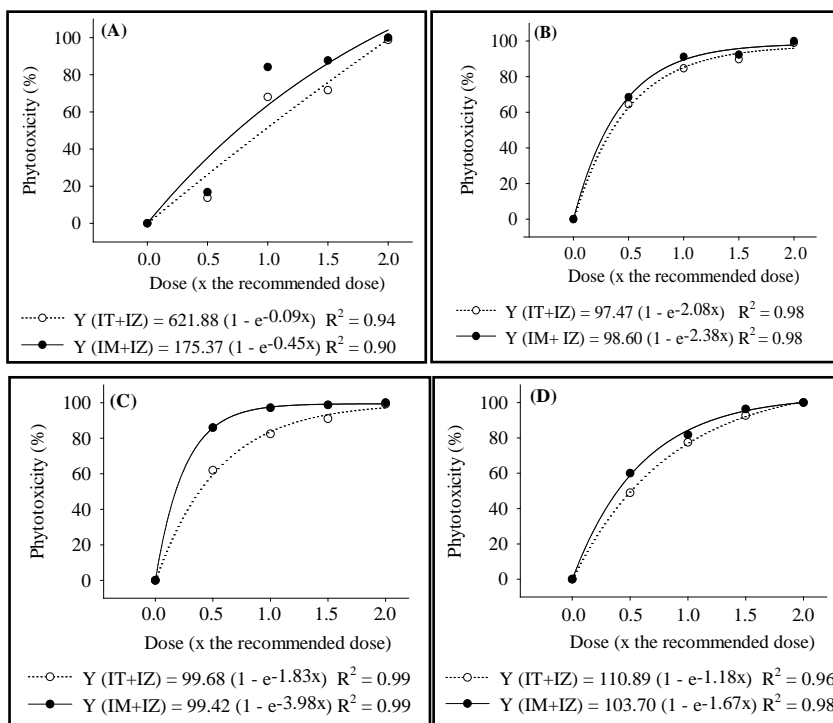 (A)
100
80
60
40
20
0
Phytotoxicity (%)
0.0 0.5 1.0 1.5 2.0
Dose (x the recommended dose)
Y (IT+IZ) = 621.88 (1 - e-0.09x) R2 = 0.94
Y (IM+IZ) = 175.37 (1 - e-0.45x) R2 = 0.90
(B)
100
80
60
40
20
0
Phytotoxicity (%)
0.0 0.5 1.0 1.5 2.0
Dose (x the recommended dose)
Y (IT+IZ) = 97.47 (1 - e-2.08x) R2 = 0.98
Y (IM+ IZ) = 98.60 (1 - e-2.38x) R2 = 0.98
(C)
100
80
60
40
20
0
Phytotoxicity (%)
0.0 0.5 1.0 1.5 2.0
Dose (x the recommended dose)
Y (IT+IZ) = 99.68 (1 - e-1.83x) R2 = 0.99
Y (IM+IZ) = 99.42 (1 - e-3.98x) R2 = 0.99
(D)
100
80
60
40
20
0
Phytotoxicity (%)
0.0 0.5 1.0 1.5 2.0
Dose (x the recommended dose)
Y (IT+IZ) = 110.89 (1 - e-1.18x) R2 = 0.96
Y (IM+IZ) = 103.70 (1 - e-1.67x) R2 = 0.98